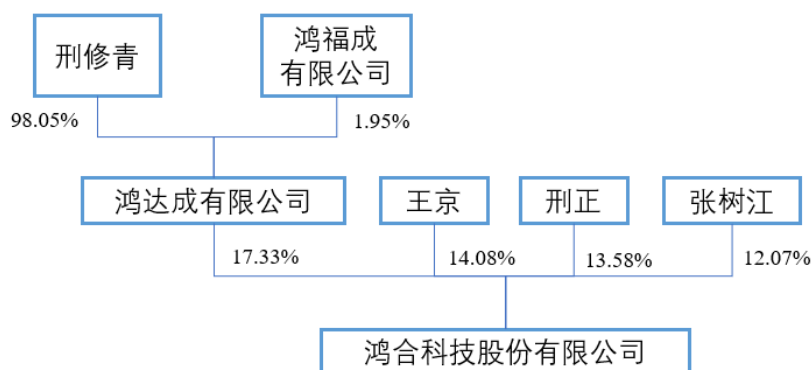 刑修青
鸿福成
有限公司
98.05%
1.95%
鸿达成有限公司
王京
刑正
张树江
17.33%
14.08%
13.58%
12.07%
鸿合科技股份有限公司